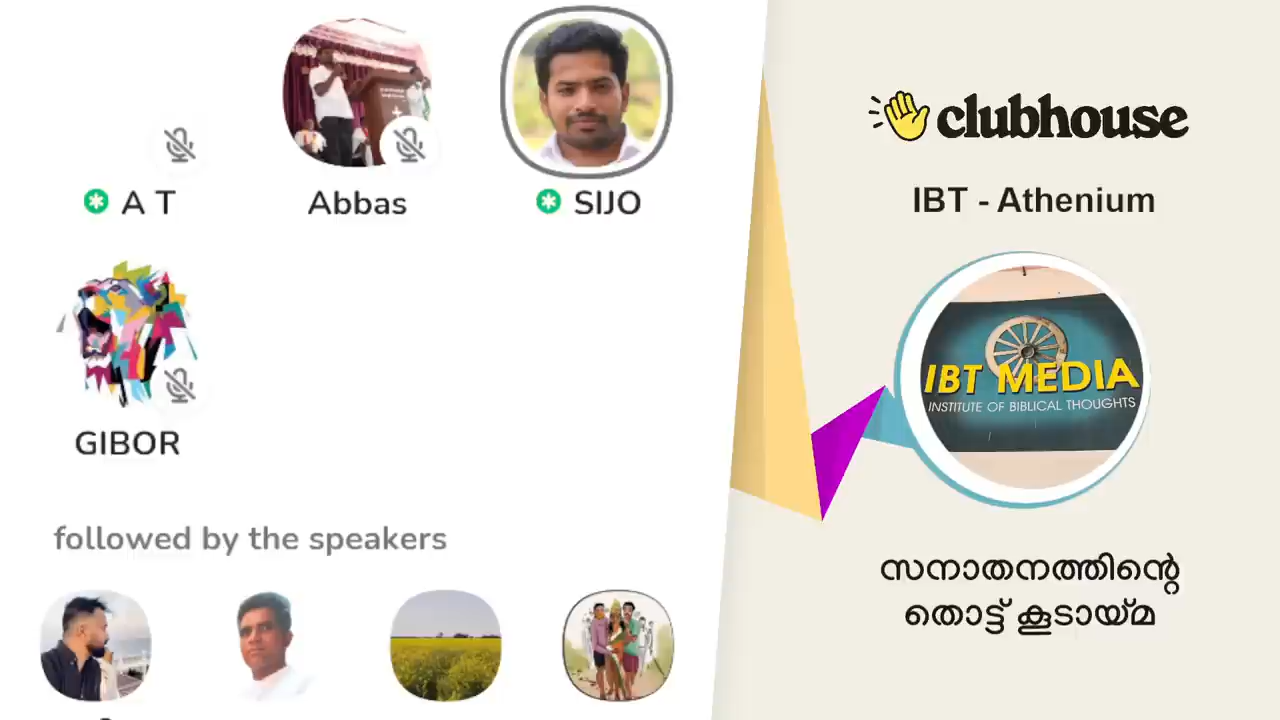 A T
Abbas
SIJO
GIBOR
followed by the speakers
clubhouse
IBT - Athenium
IBT MEDIA
INSTITUTE OF BIBLICAL THOUGHTS
സനാതനത്തിന്റെ
തൊട്ട് കൂടായ്മ